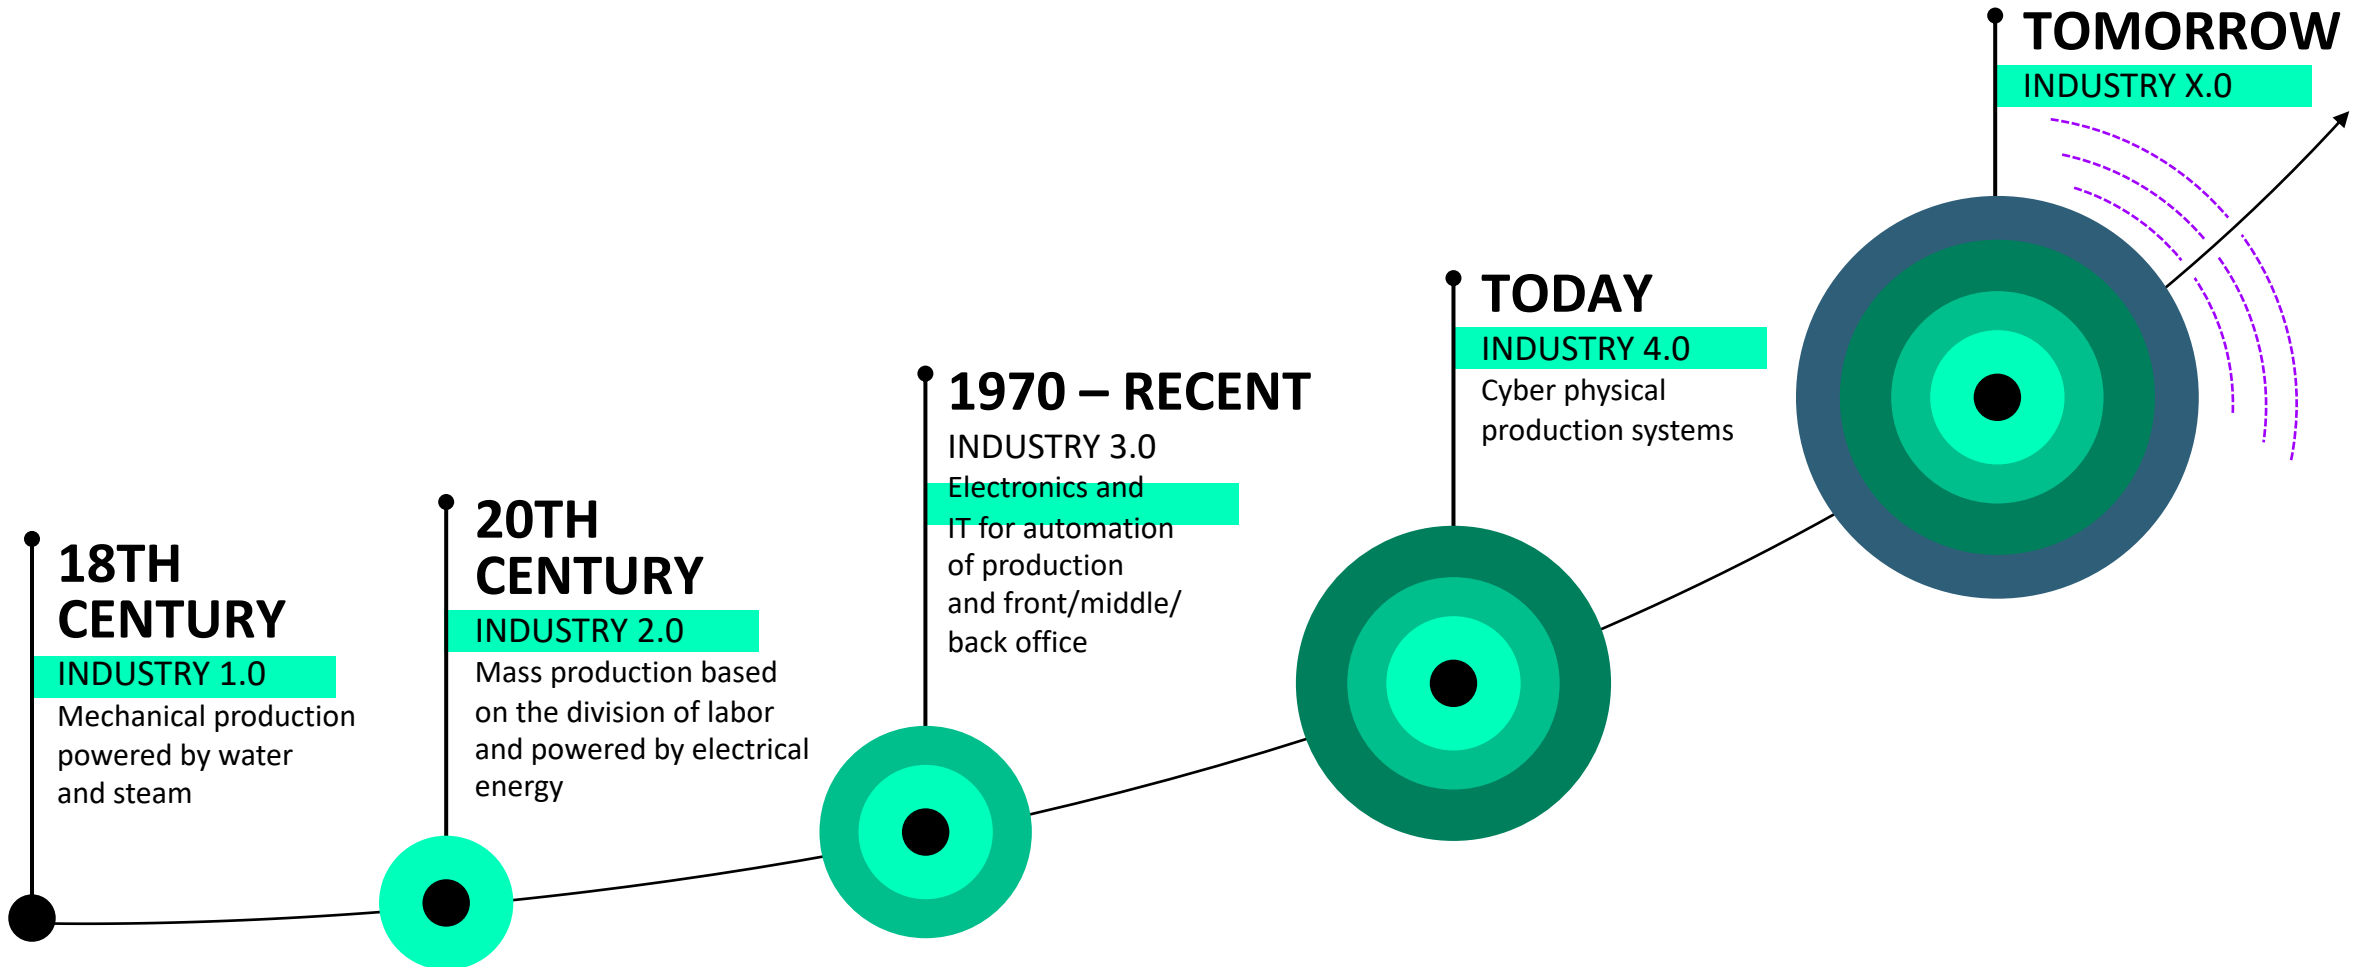 18TH
CENTURY
INDUSTRY 1.0
Mechanical production
powered by water
and steam
20TH
CENTURY
INDUSTRY 2.0
Mass production based
on the division of labor
and powered by electrical
energy
1970 – RECENT
INDUSTRY 3.0
Electronics and
IT for automation
of production
and front/middle/
back office
TODAY
INDUSTRY 4.0
Cyber physical
production systems
TOMORROW
INDUSTRY X.0